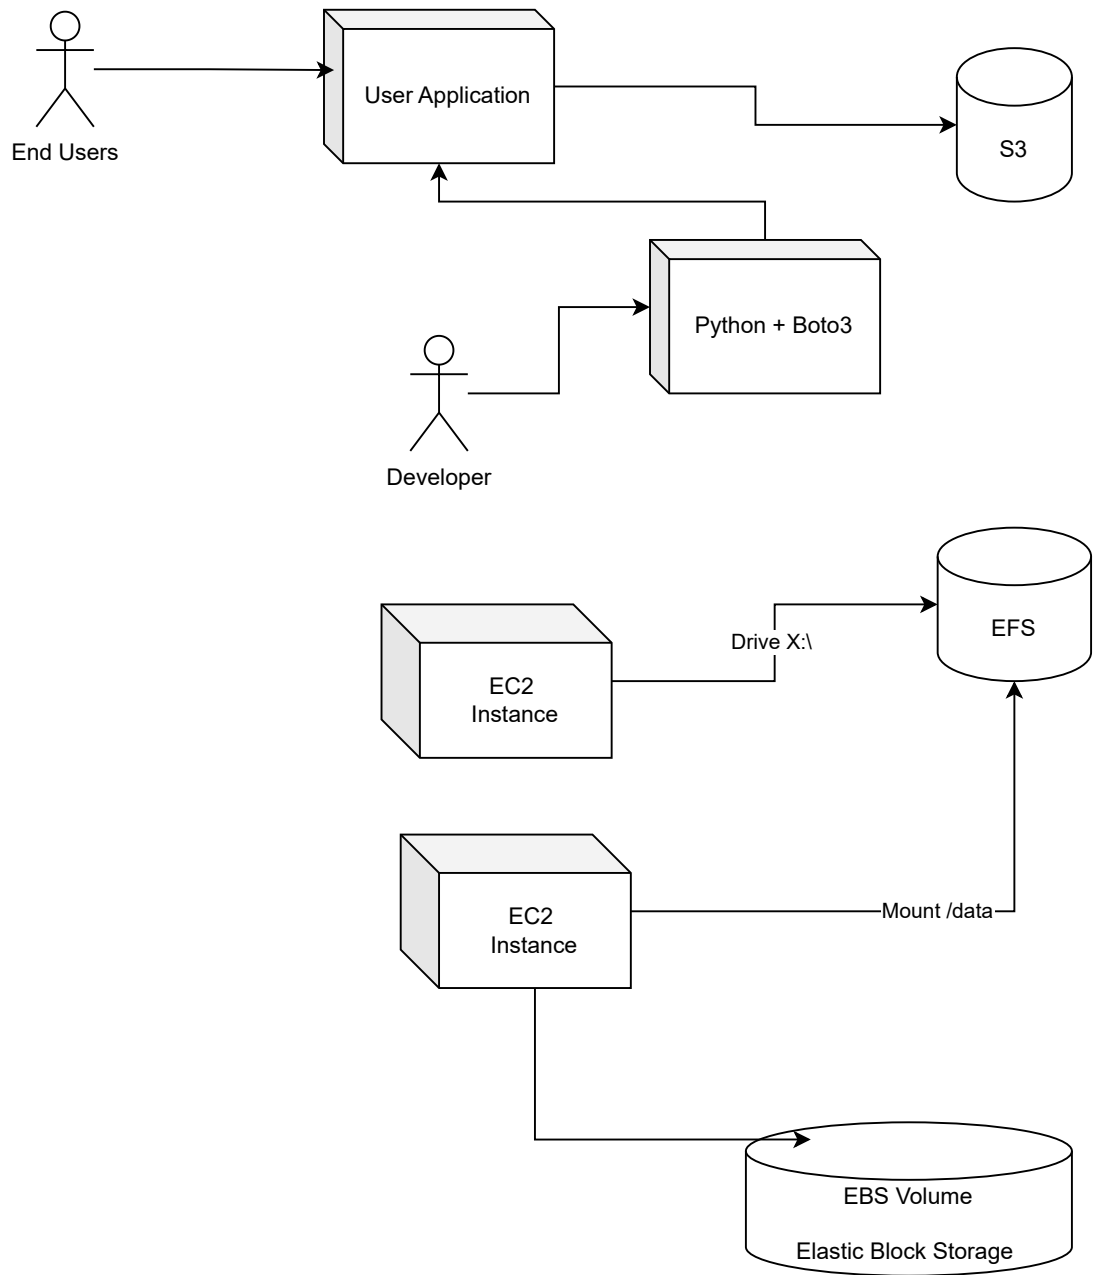 User Application
S3
End Users
Python + Boto3
Developer
EFS
Drive X:\
EC2
Instance
Mount /data
EC2
Instance
EBS Volume
Elastic Block Storage